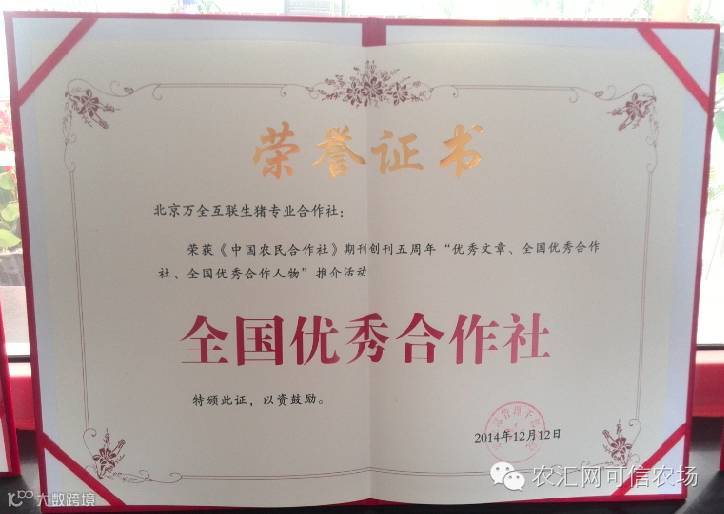 荣誉证书
北京万全互联生猪专业合作社：
荣获《中国农民合作社》期刊创刊五周年“优秀文章、全国优秀合作
社、全国优秀合作人物”推介活动
全国优秀合作社
特颁此证，以资鼓励。
2014年12月12日
农汇网可信农场
大数跨境